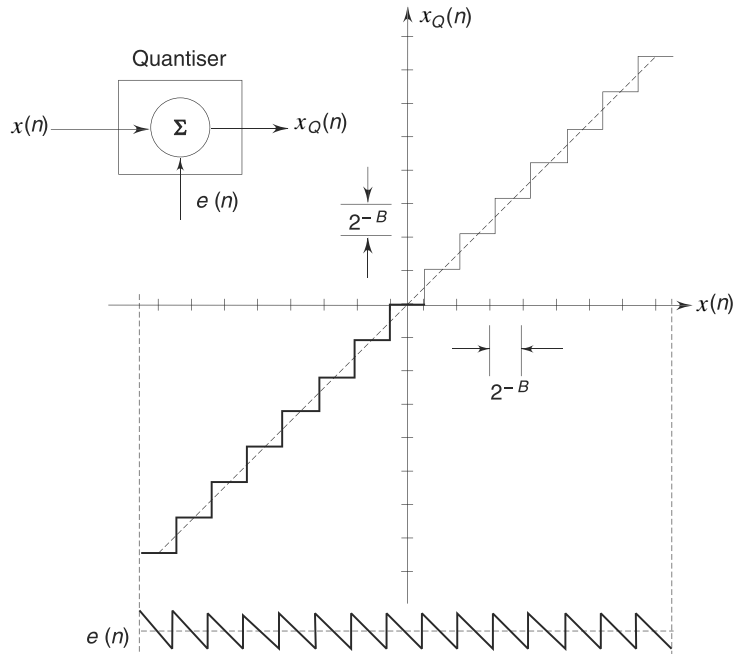 x_Q(n)
Quantiser
x(n)
Σ
x_Q(n)
e (n)
2^{-B}
x(n)
2^{-B}
e (n)